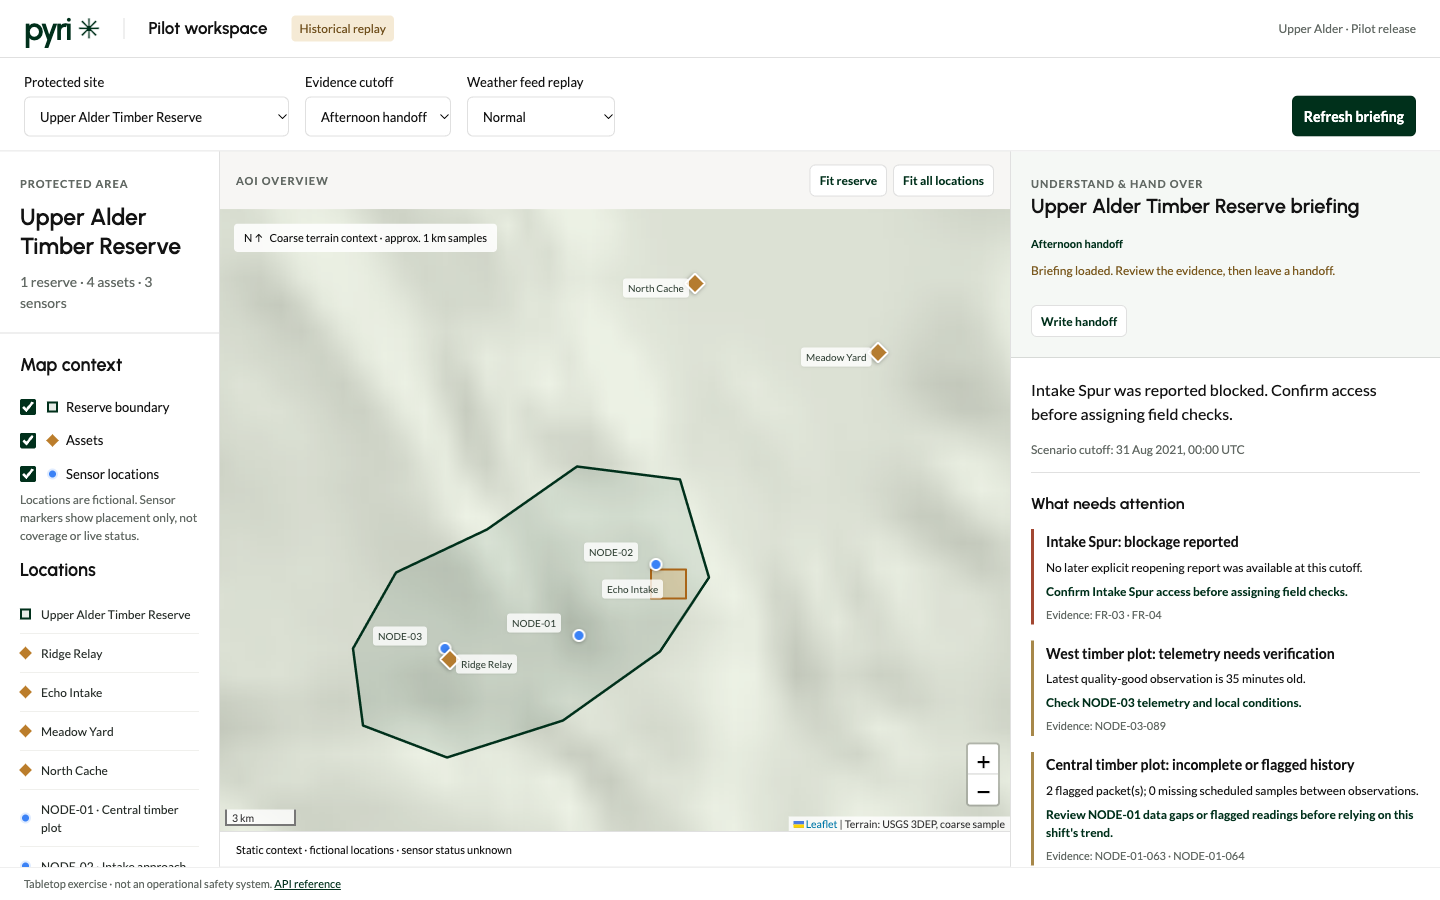 pyri
Pilot workspace
Historical replay
Upper Alder · Pilot release
Protected site
Evidence cutoff
Weather feed replay
Upper Alder Timber Reserve
Afternoon handoff
Normal
Refresh briefing
PROTECTED AREA
Upper Alder
Timber Reserve
1 reserve · 4 assets · 3
sensors
Map context
Reserve boundary
Assets
Sensor locations
Locations are fictional. Sensor
markers show placement only, not
coverage or live status.
Locations
Upper Alder Timber Reserve
Ridge Relay
Echo Intake
Meadow Yard
North Cache
NODE-01 · Central timber
plot
NODE-02 · Intake approach
AOI OVERVIEW
Fit reserve
Fit all locations
N ↑ Coarse terrain context · approx. 1 km samples
North Cache
Meadow Yard
NODE-02
Echo Intake
NODE-01
NODE-03
Ridge Relay
+
−
3 km
Leaflet | Terrain: USGS 3DEP, coarse sample
Static context · fictional locations · sensor status unknown
UNDERSTAND & HAND OVER
Upper Alder Timber Reserve briefing
Afternoon handoff
Briefing loaded. Review the evidence, then leave a handoff.
Write handoff
Intake Spur was reported blocked. Confirm access
before assigning field checks.
Scenario cutoff: 31 Aug 2021, 00:00 UTC
What needs attention
Intake Spur: blockage reported
No later explicit reopening report was available at this cutoff.
Confirm Intake Spur access before assigning field checks.
Evidence: FR-03 · FR-04
West timber plot: telemetry needs verification
Latest quality-good observation is 35 minutes old.
Check NODE-03 telemetry and local conditions.
Evidence: NODE-03-089
Central timber plot: incomplete or flagged history
2 flagged packet(s); 0 missing scheduled samples between observations.
Review NODE-01 data gaps or flagged readings before relying on this
shift's trend.
Evidence: NODE-01-063 · NODE-01-064
Tabletop exercise · not an operational safety system. API reference